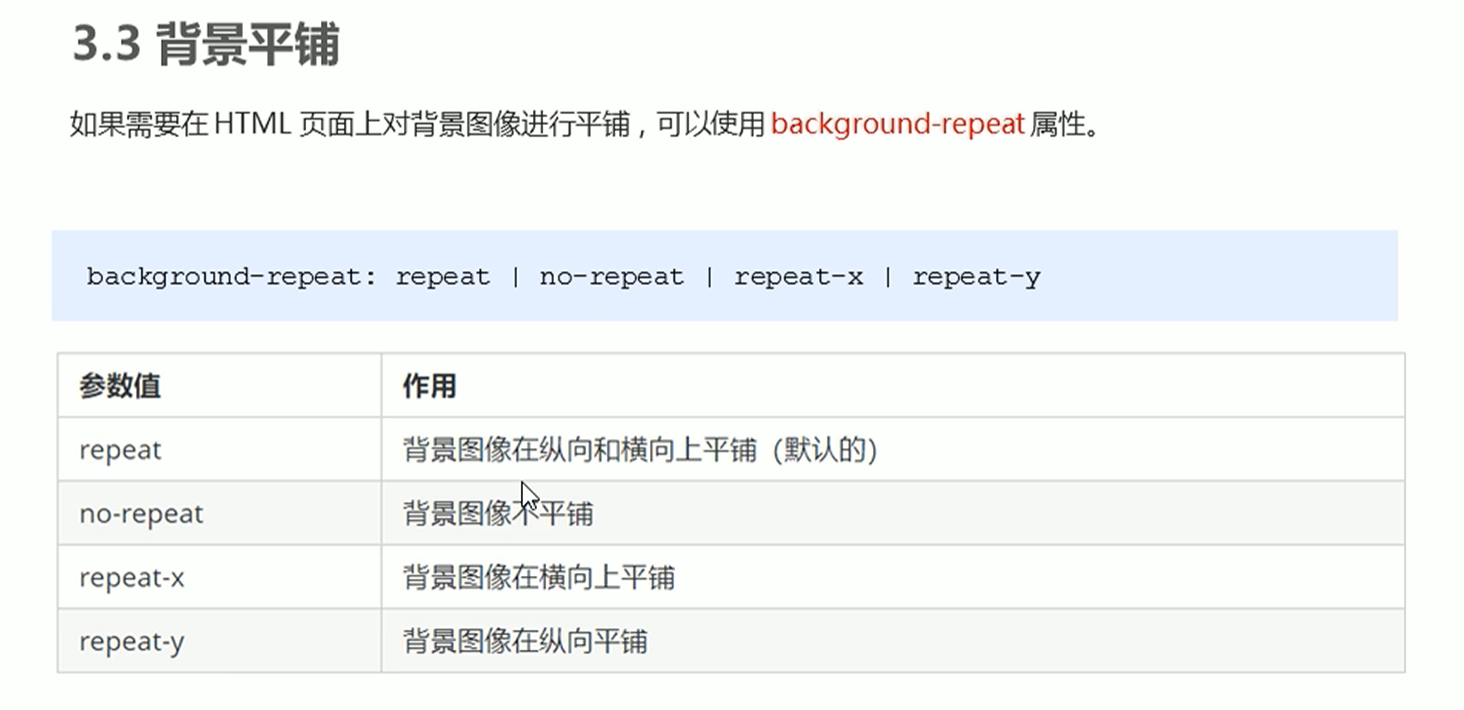 3.3 背景平铺
如果需要在 HTML 页面上对背景图像进行平铺，可以使用 background-repeat 属性。
background-repeat: repeat | no-repeat | repeat-x | repeat-y
参数值 作用
repeat 背景图像在纵向和横向上平铺（默认的）
no-repeat 背景图像不平铺
repeat-x 背景图像在横向上平铺
repeat-y 背景图像在纵向平铺